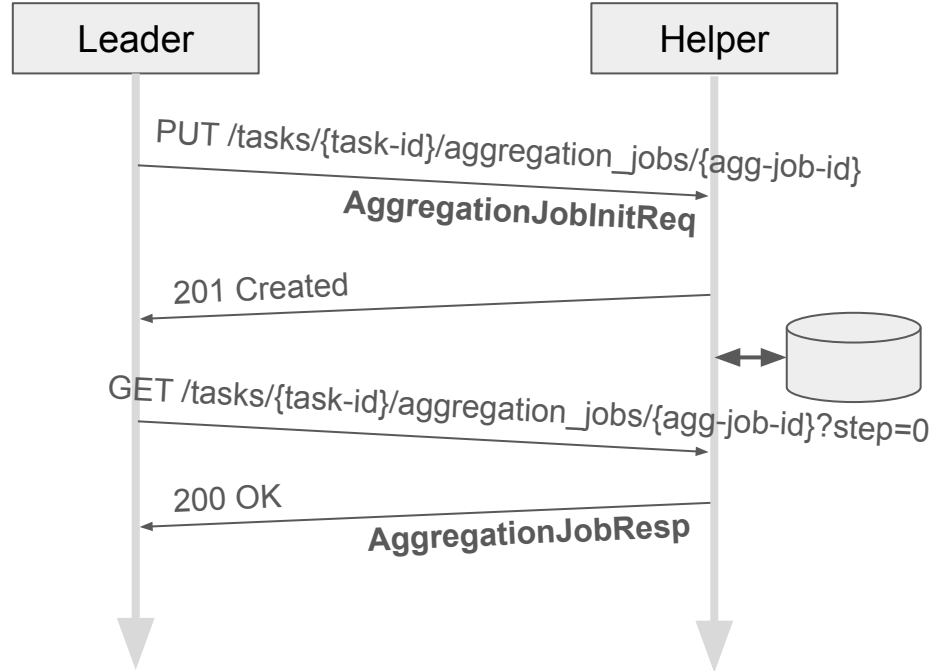 Leader
Helper
PUT /tasks/{task-id}/aggregation_jobs/{agg-job-id}
AggregationJobInitReq
201 Created
GET /tasks/{task-id}/aggregation_jobs/{agg-job-id}?step=0
200 OK
AggregationJobResp